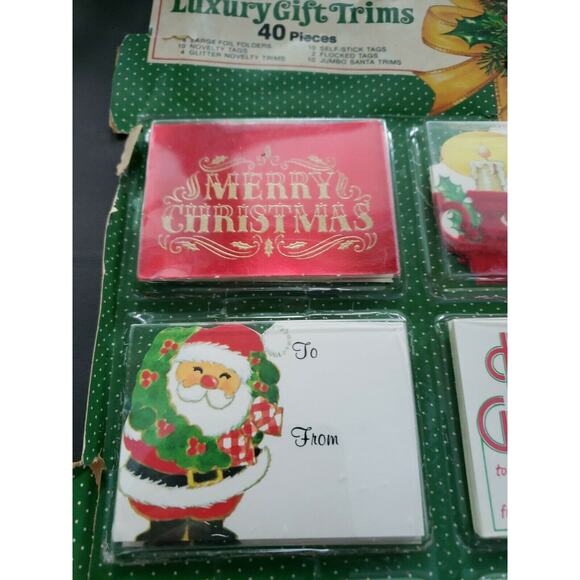 Luxury Gift Trims
40 Pieces
LARGE FOIL FOLDERS
10 NOVELTY TAGS
4 GLITTER NOVELTY TRIMS
10 SELF-STICK TAGS
2 FLOCKED TAGS
10 JUMBO SANTA TRIMS
MERRY
CHRISTMAS
To
From
to